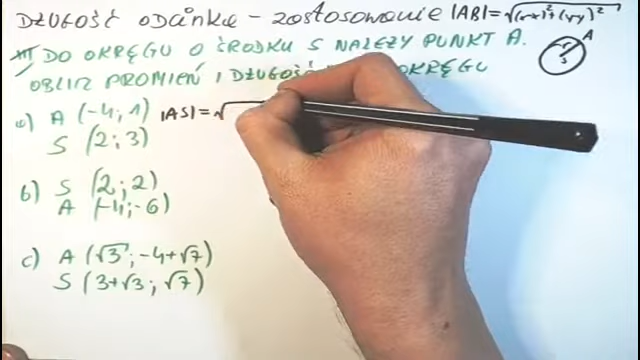 DŁUGOŚĆ ODCINKA – ZASTOSOWANIE |AB|=√(x-x)²+(y-y)²
III DO OKRĘGU O ŚRODKU S NALEŻY PUNKT A.
OBLICZ PROMIEŃ I DŁUGOŚĆ OKRĘGU
A
r
S
a) A (-4; 1) |AS|=√
S (2; 3)
b) S (2; 2)
A (-4; -6)
c) A (√3; -4+√7)
S (3+√3; √7)